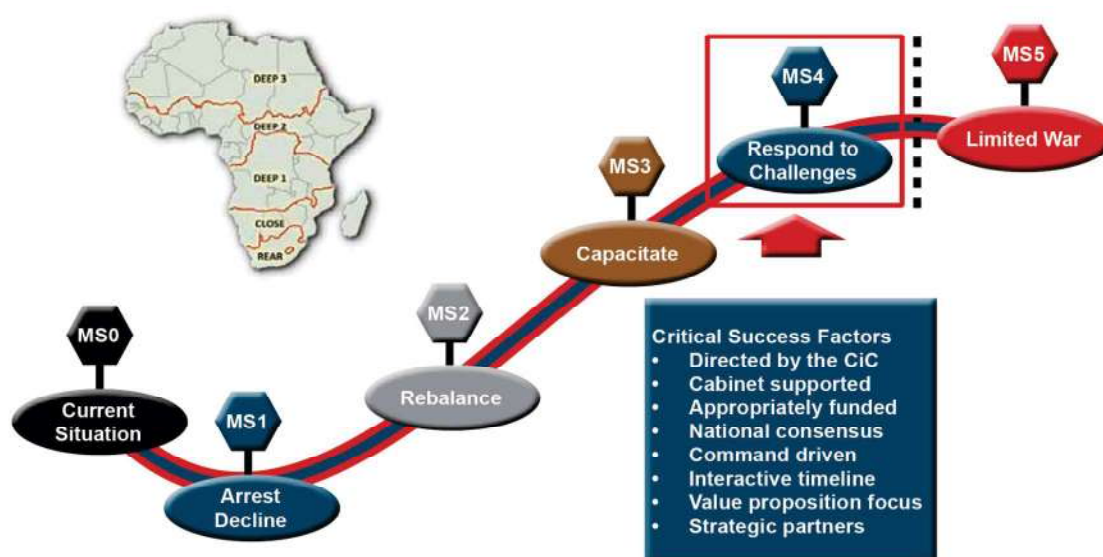 DEEP 3
DEEP 2
DEEP 1
CLOSE
REAR
MS0
Current
Situation
MS1
Arrest
Decline
MS2
Rebalance
MS3
Capacitate
MS4
Respond to
Challenges
MS5
Limited War
Critical Success Factors
• Directed by the CiC
• Cabinet supported
• Appropriately funded
• National consensus
• Command driven
• Interactive timeline
• Value proposition focus
• Strategic partners